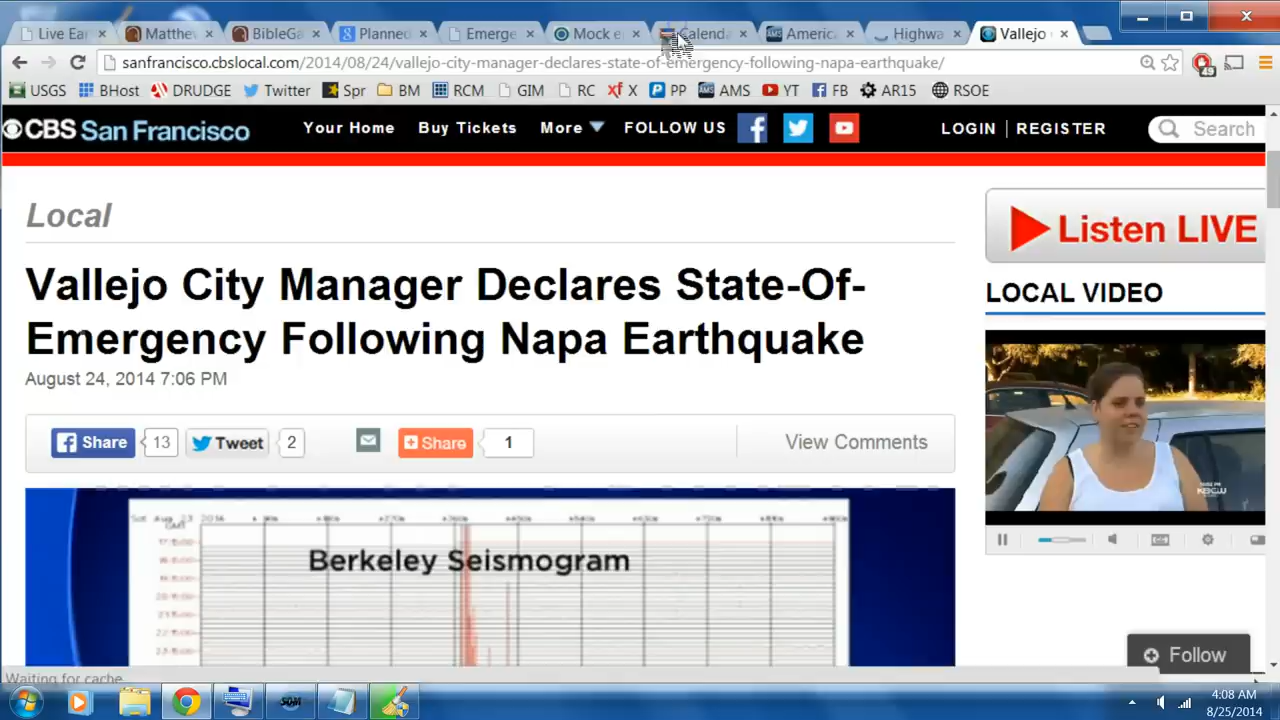 Live Ear
Matthew
BibleGa
Planned
Emerg
Mock e
Calenda
Americ
Highwa
Vallejo
sanfrancisco.cbslocal.com/2014/08/24/vallejo-city-manager-declares-state-of-emergency-following-napa-earthquake/
49
USGS BHost DRUDGE Twitter Spr BM RCM GIM RC X PP AMS YT FB AR15 RSOE
CBS San Francisco Your Home Buy Tickets More FOLLOW US LOGIN | REGISTER Search
Local
Listen LIVE
Vallejo City Manager Declares State-Of-
Emergency Following Napa Earthquake
August 24, 2014 7:06 PM
LOCAL VIDEO
Share 13 Tweet 2 Share 1 View Comments
Berkeley Seismogram
Follow
Waiting for cache
4:08 AM
8/25/2014